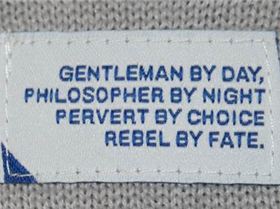 GENTLEMAN BY DAY,
PHILOSOPHER BY NIGHT
PERVERT BY CHOICE
REBEL BY FATE.